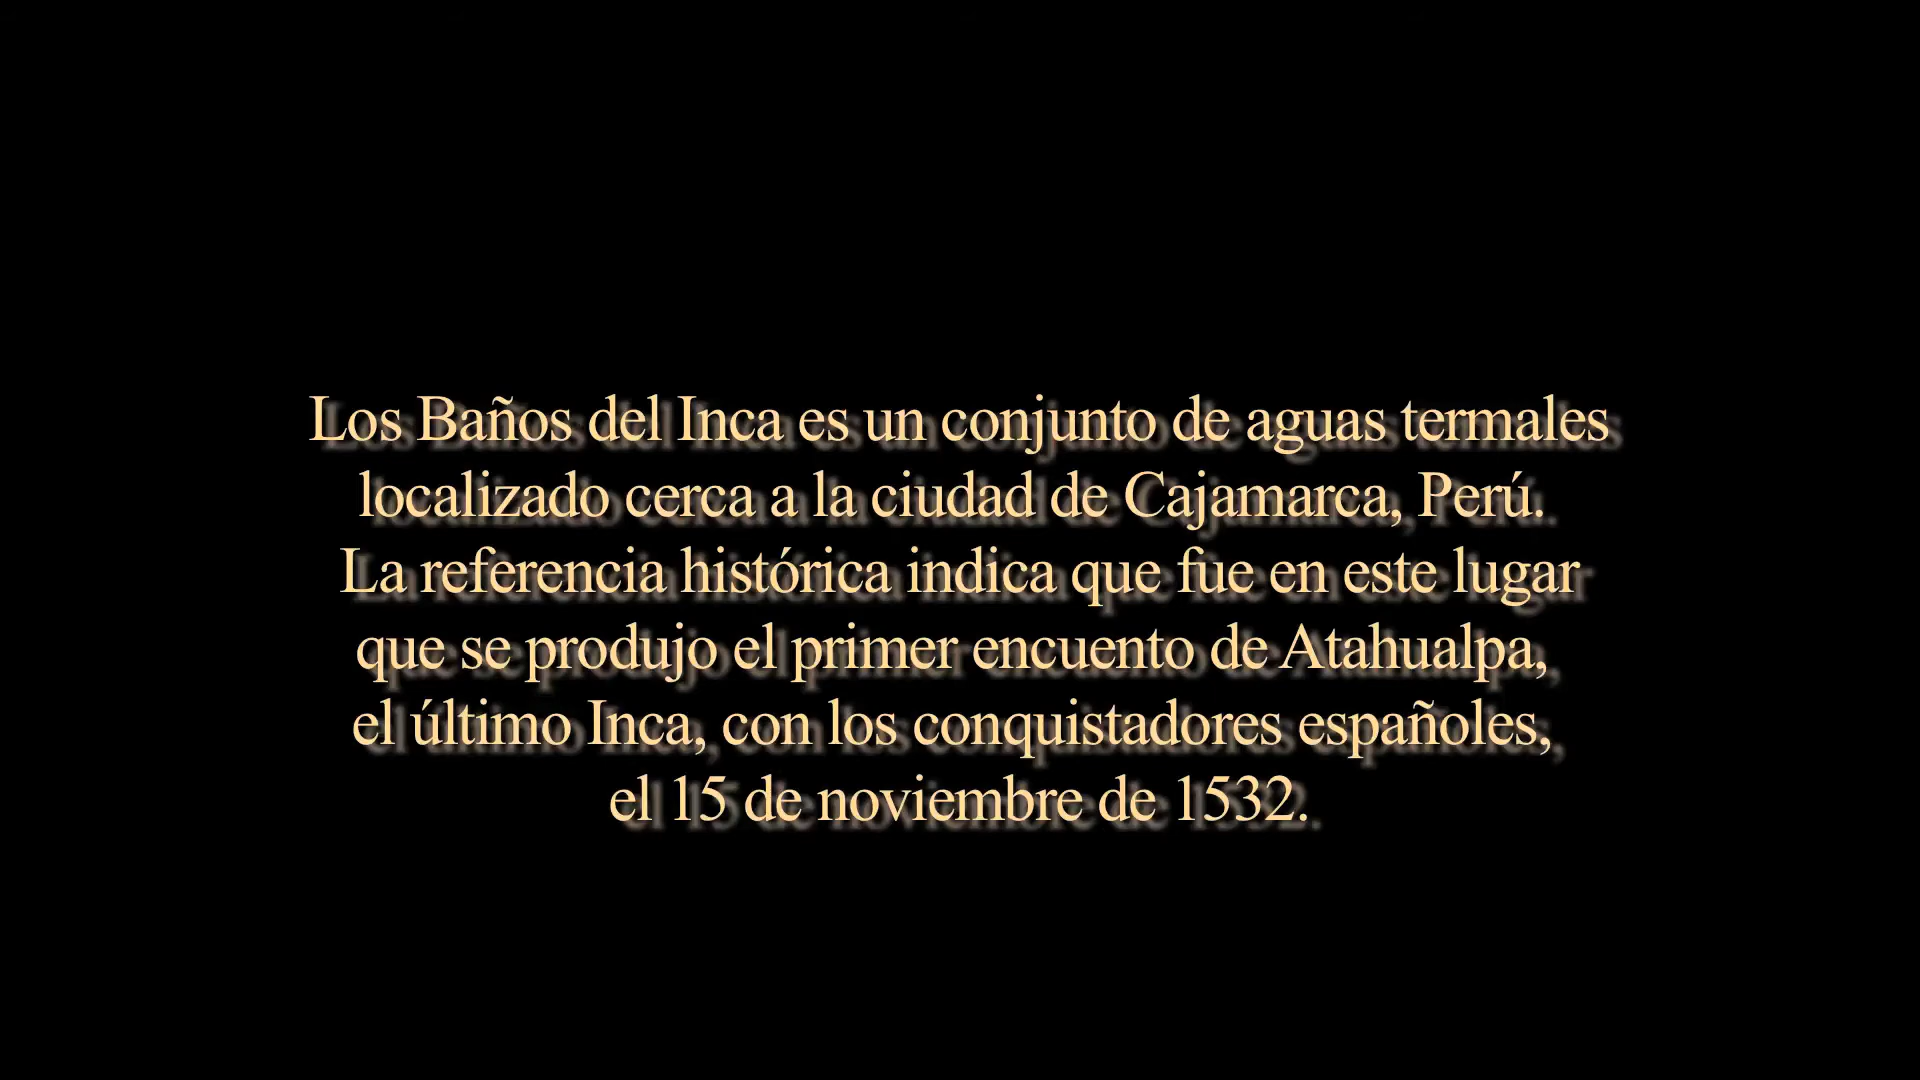 Los Baños del Inca es un conjunto de aguas termales
localizado cerca a la ciudad de Cajamarca, Perú.
La referencia histórica indica que fue en este lugar
que se produjo el primer encuento de Atahualpa,
el último Inca, con los conquistadores españoles,
el 15 de noviembre de 1532.